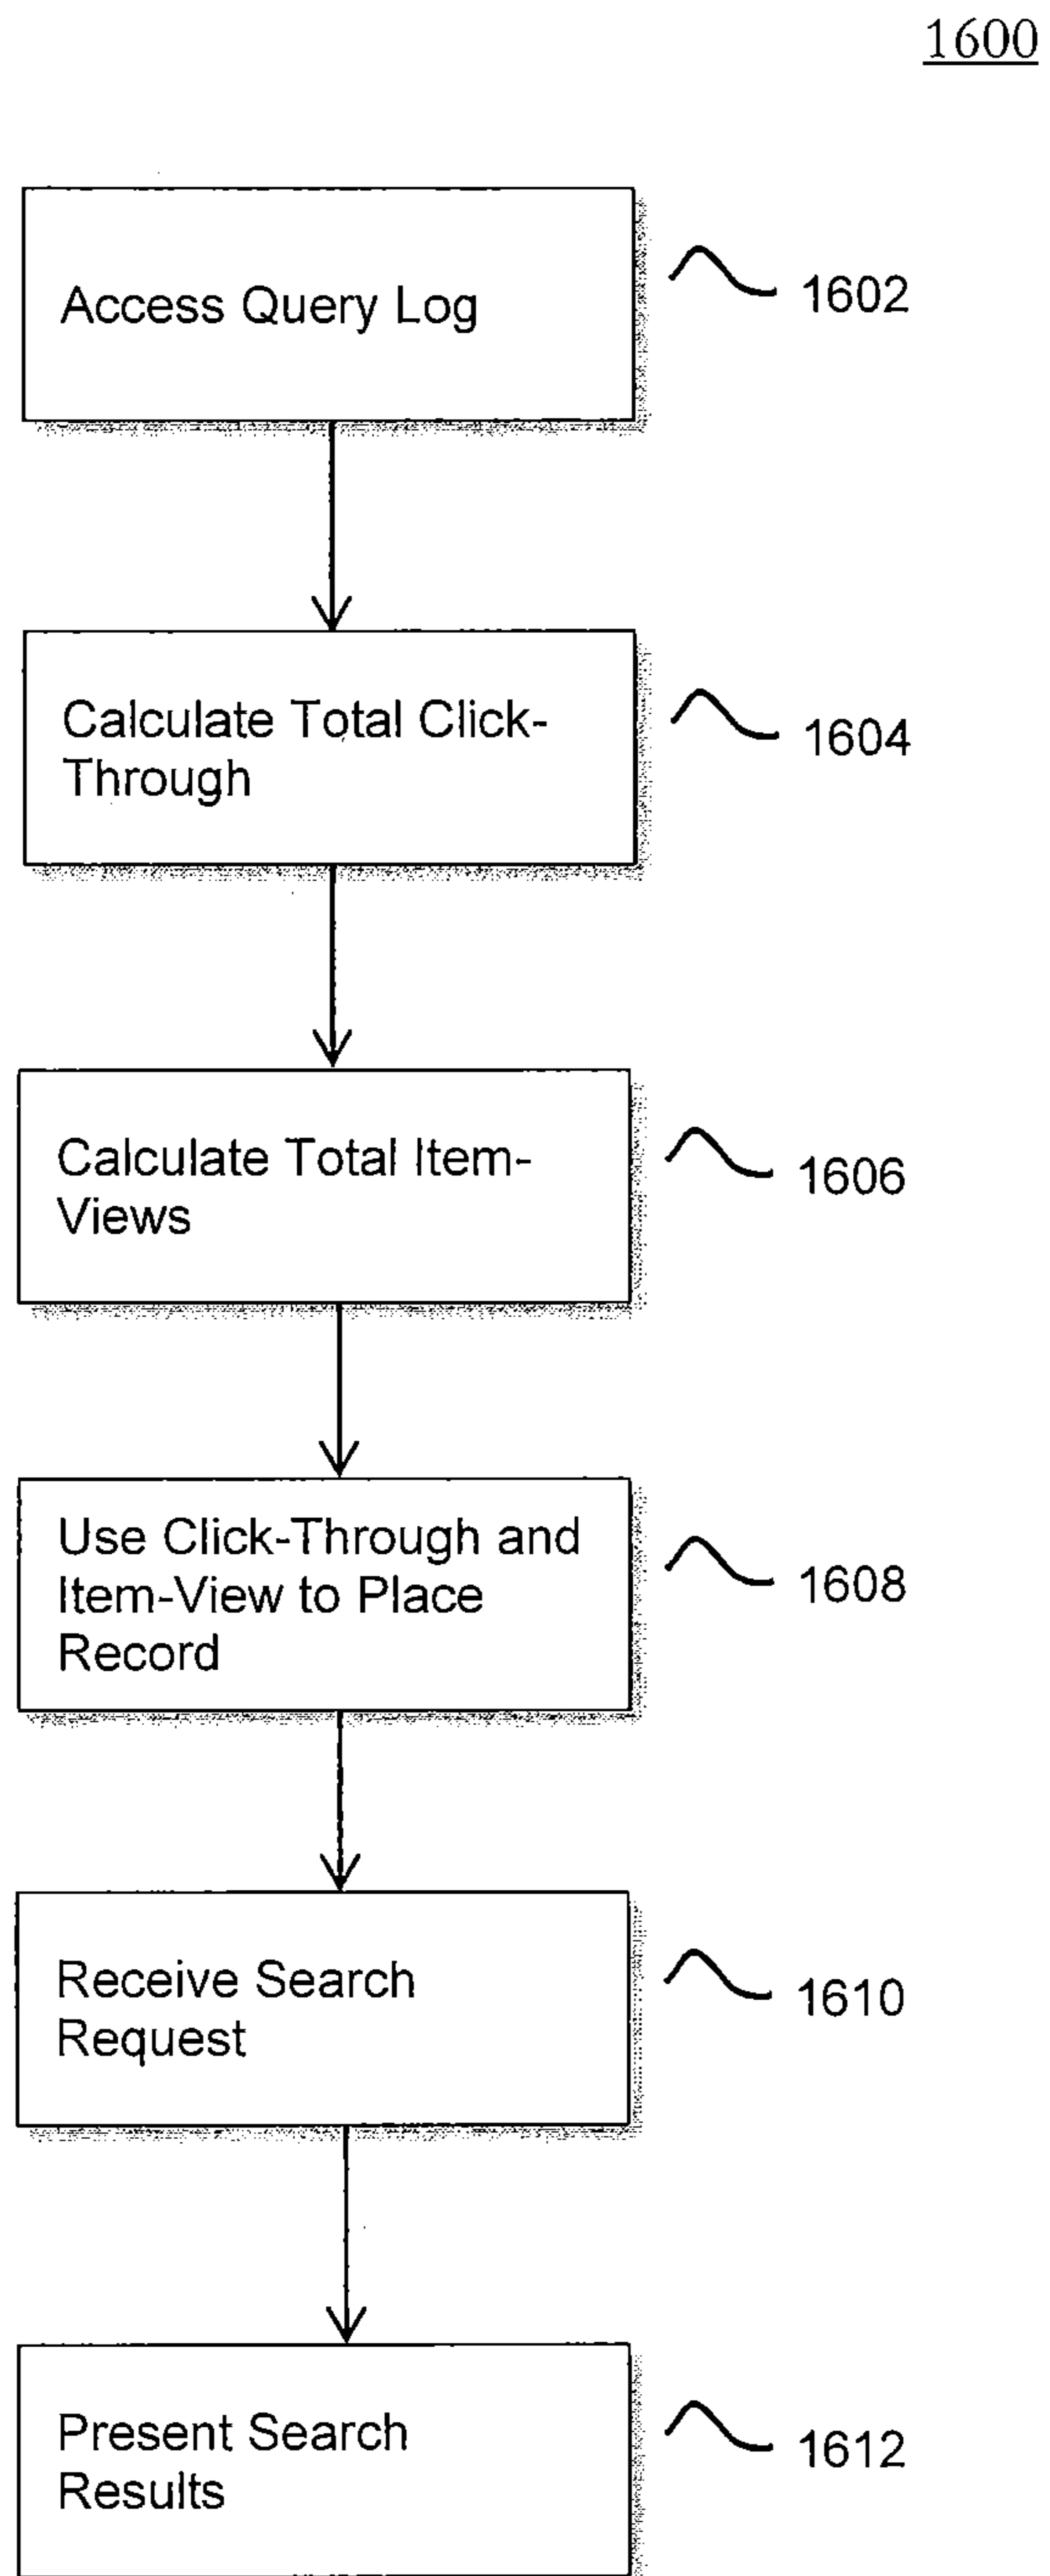 1600
Access Query Log
1602
Calculate Total Click-
Through
1604
Calculate Total Item-
Views
1606
Use Click-Through and
Item-View to Place
Record
1608
Receive Search
Request
1610
Present Search
Results
1612